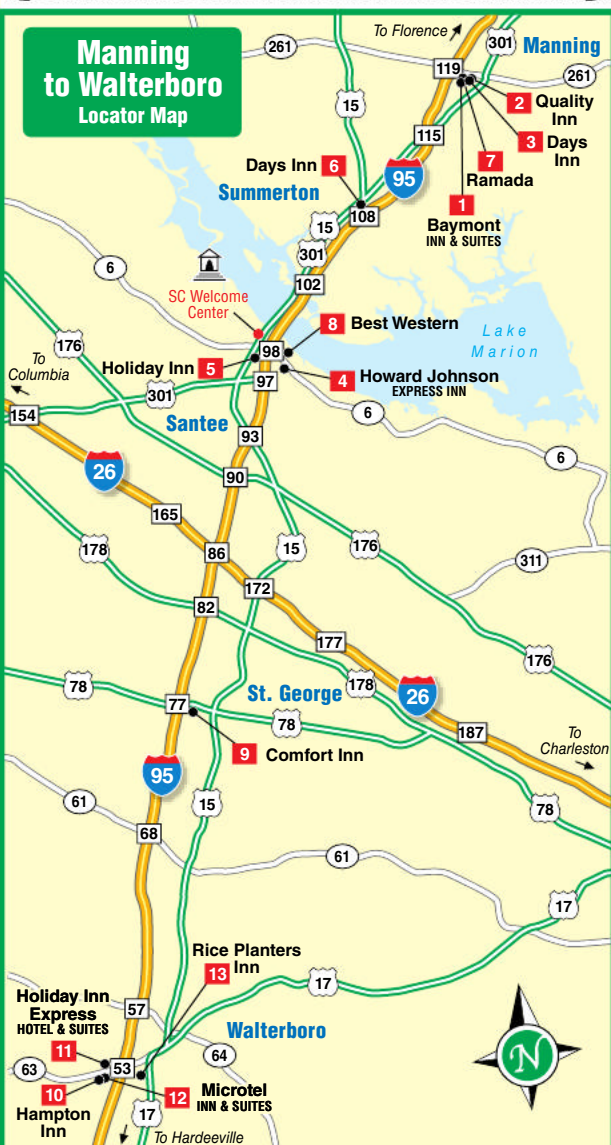 Manning
to Walterboro
Locator Map
To Florence
261
301
Manning
119
261
15
2 Quality
Inn
3 Days
Inn
115
7
Ramada
Days Inn 6
95
1
Baymont
INN & SUITES
Summerton
108
15
301
6
102
SC Welcome
Center
8 Best Western
Lake
Marion
176
98
To
Columbia
Holiday Inn 5
97
4 Howard Johnson
EXPRESS INN
301
154
6
Santee
93
6
26
90
165
15
176
178
86
311
172
82
177
176
78
St. George
178
26
77
78
187
To
Charleston
9 Comfort Inn
95
61
15
78
68
61
17
Rice Planters
Inn
13
17
Holiday Inn
Express
HOTEL & SUITES
57
Walterboro
11
64
63
53
10
Hampton
Inn
12 Microtel
INN & SUITES
17
To Hardeeville
N